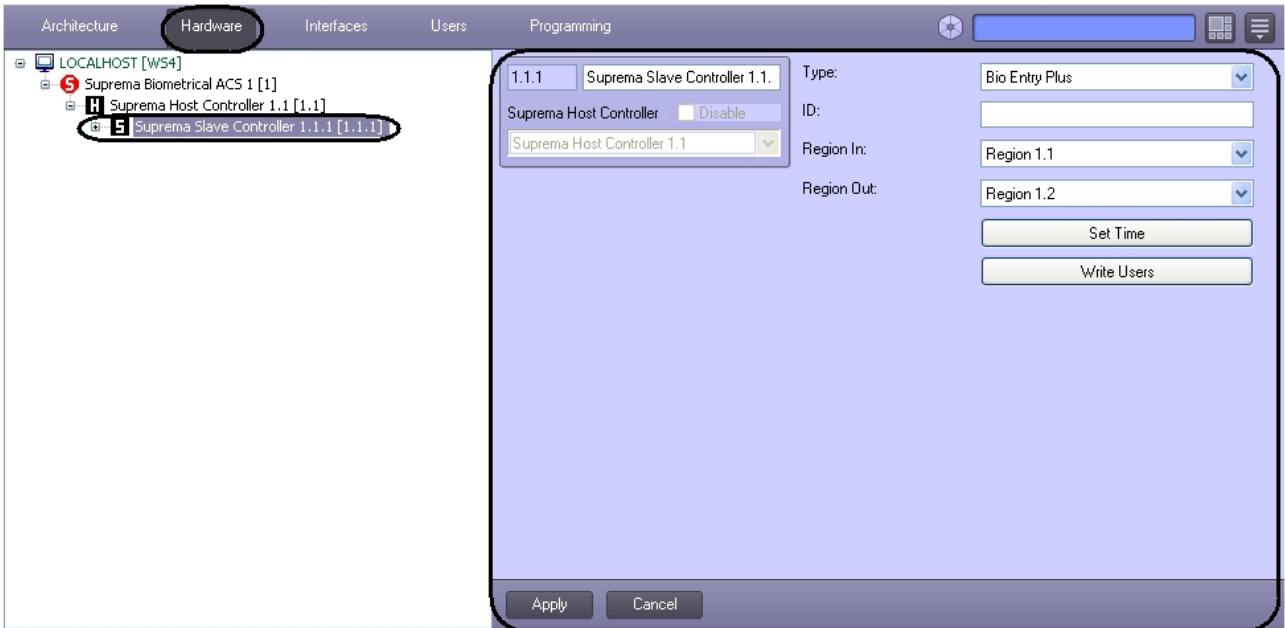 Architecture Hardware Interfaces Users Programming
LOCALHOST [WS4]
S Suprema Biometrical ACS 1 [1]
H Suprema Host Controller 1.1 [1.1]
S Suprema Slave Controller 1.1.1 [1.1.1]
1.1.1 Suprema Slave Controller 1.1.
Suprema Host Controller Disable
Suprema Host Controller 1.1
Type: Bio Entry Plus
ID:
Region In: Region 1.1
Region Out: Region 1.2
Set Time
Write Users
Apply Cancel